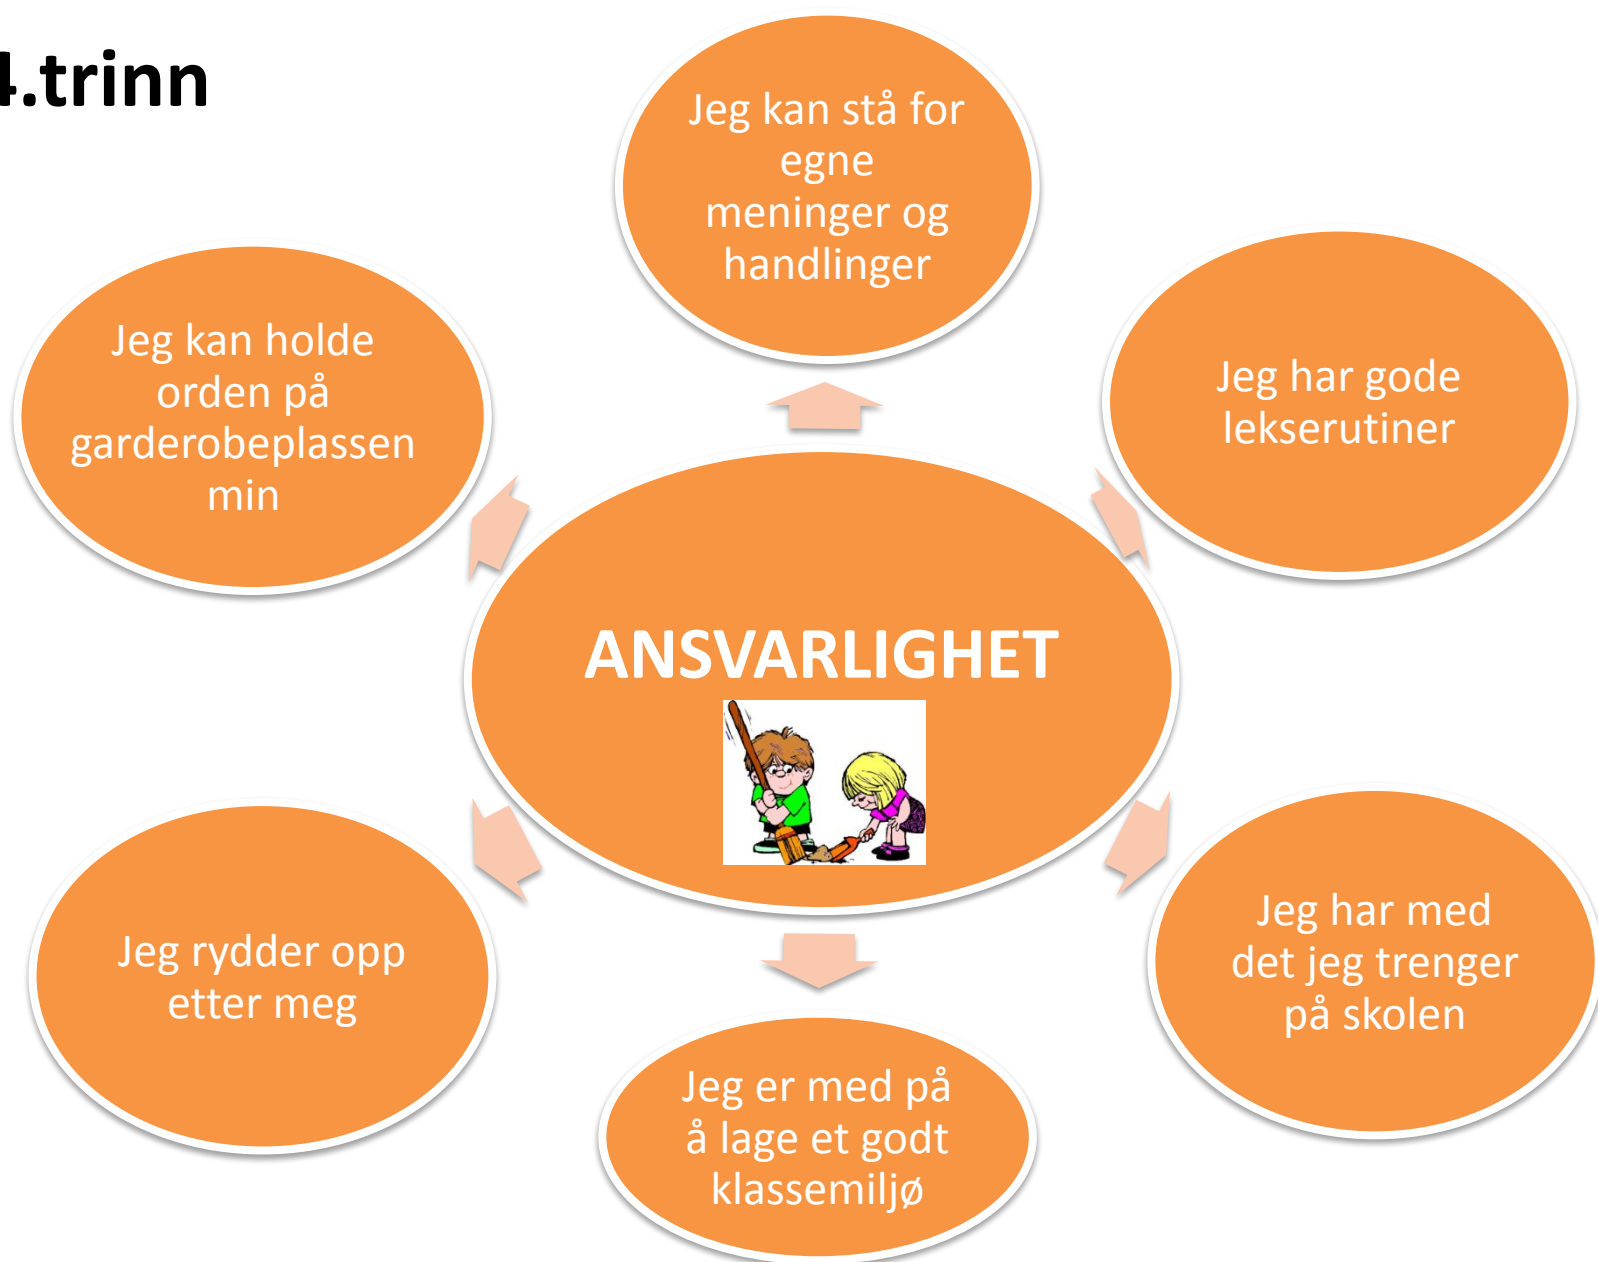 4.trinn
Jeg kan stå for
egne
meninger og
handlinger
Jeg har gode
lekserutiner
Jeg har med
det jeg trenger
på skolen
Jeg er med på
å lage et godt
klassemiljø
Jeg rydder opp
etter meg
Jeg kan holde
orden på
garderobeplassen
min
ANSVARLIGHET